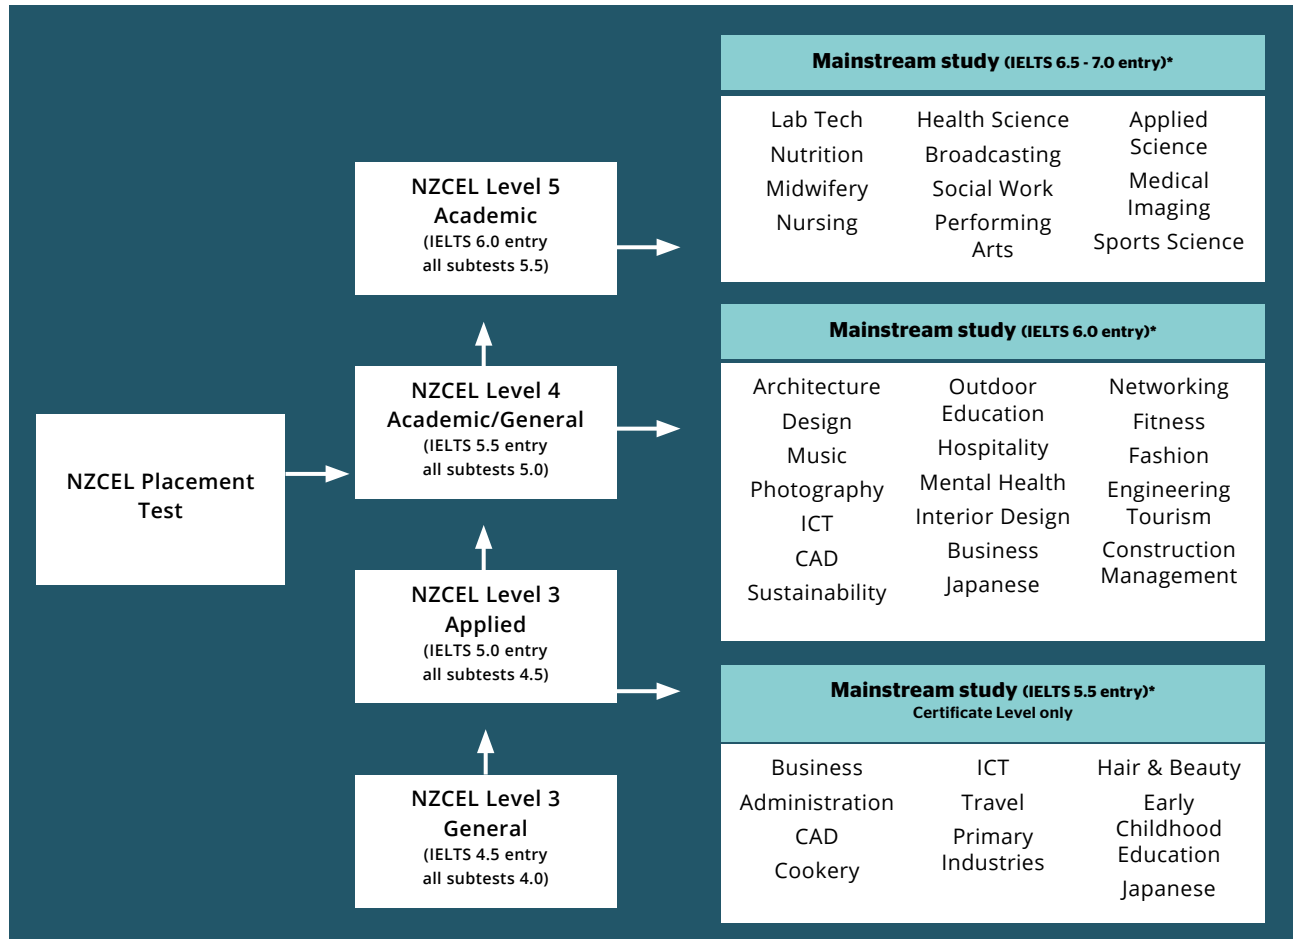 NZCEL Placement
Test
NZCEL Level 5
Academic
(IELTS 6.0 entry
all subtests 5.5)
NZCEL Level 4
Academic/General
(IELTS 5.5 entry
all subtests 5.0)
NZCEL Level 3
Applied
(IELTS 5.0 entry
all subtests 4.5)
NZCEL Level 3
General
(IELTS 4.5 entry
all subtests 4.0)
Mainstream study (IELTS 6.5 - 7.0 entry)*
Lab Tech
Nutrition
Midwifery
Nursing
Health Science
Broadcasting
Social Work
Performing
Arts
Applied
Science
Medical
Imaging
Sports Science
Mainstream study (IELTS 6.0 entry)*
Architecture
Design
Music
Photography
ICT
CAD
Sustainability
Outdoor
Education
Hospitality
Mental Health
Interior Design
Business
Japanese
Networking
Fitness
Fashion
Engineering
Tourism
Construction
Management
Mainstream study (IELTS 5.5 entry)*
Certificate Level only
Business
Administration
CAD
Cookery
ICT
Travel
Primary
Industries
Hair & Beauty
Early
Childhood
Education
Japanese